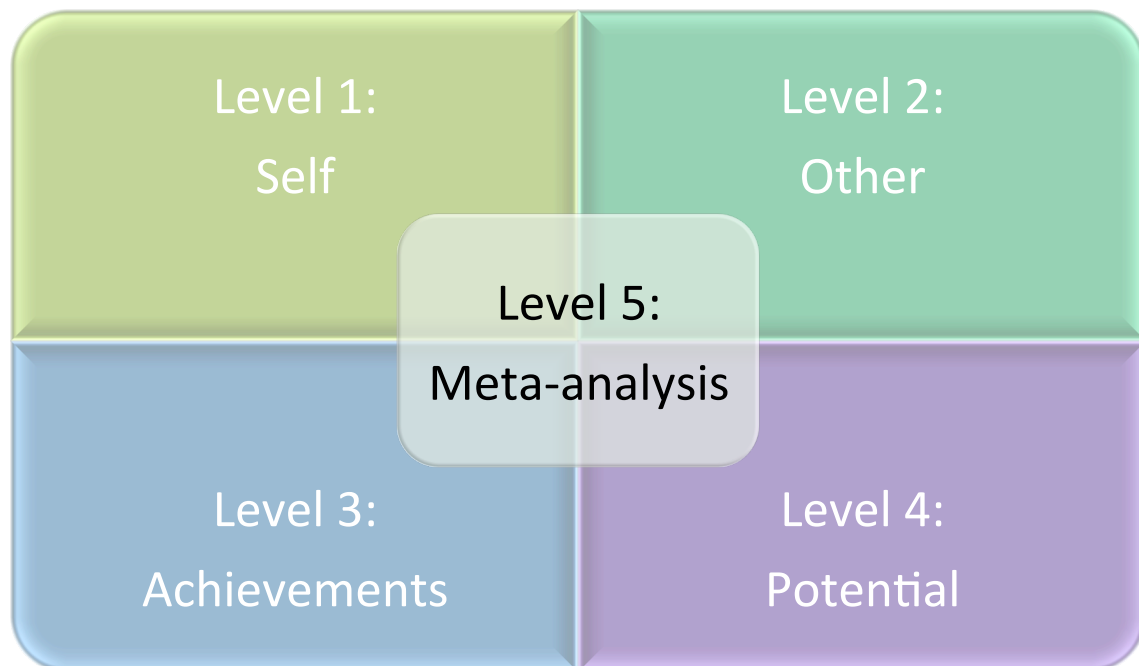 Level 1:
Self
Level 2:
Other
Level 5:
Meta-analysis
Level 3:
Achievements
Level 4:
Potential